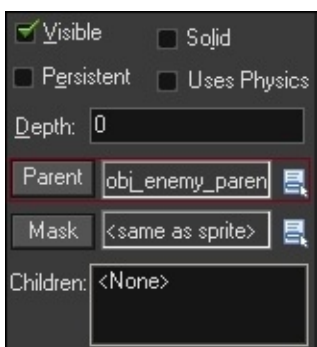 Visible Solid
Persistent Uses Physics
Depth: 0
Parent obj_enemy_paren
Mask <same as sprite>
Children: <None>